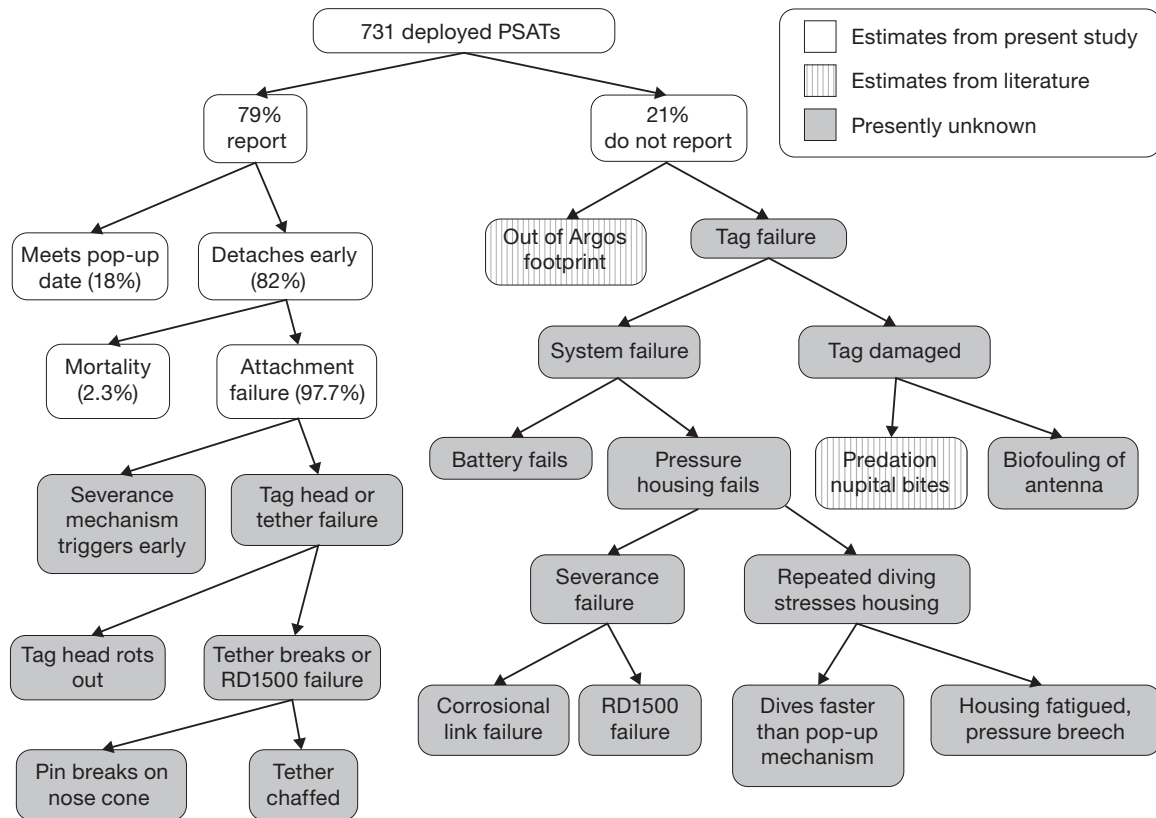 731 deployed PSATs
Estimates from present study
Estimates from literature
Presently unknown
79%
report
21%
do not report
Meets pop-up
date (18%)
Detaches early
(82%)
Out of Argos
footprint
Tag failure
Mortality
(2.3%)
Attachment
failure (97.7%)
System failure
Tag damaged
Severance
mechanism
triggers early
Tag head or
tether failure
Battery fails
Pressure
housing fails
Predation
nupital bites
Biofouling of
antenna
Severance
failure
Repeated diving
stresses housing
Tag head rots
out
Tether breaks or
RD1500 failure
Corrosional
link failure
RD1500
failure
Dives faster
than pop-up
mechanism
Housing fatigued,
pressure breech
Pin breaks on
nose cone
Tether
chaffed